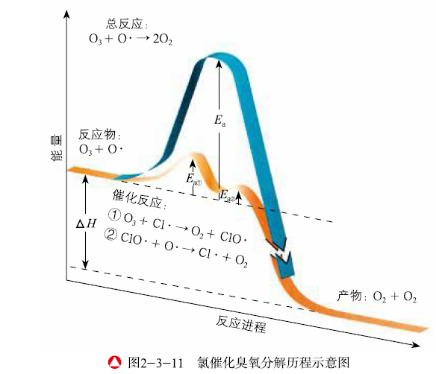 总反应:
O₃ + O· → 2O₂
能量
反应物:
O₃ + O·
Eₐ
Eₐ①
Eₐ②
催化反应:
① O₃ + Cl· → O₂ + ClO·
② ClO· + O· → Cl· + O₂
ΔH
产物: O₂ + O₂
反应进程
图2-3-11 氯催化臭氧分解历程示意图